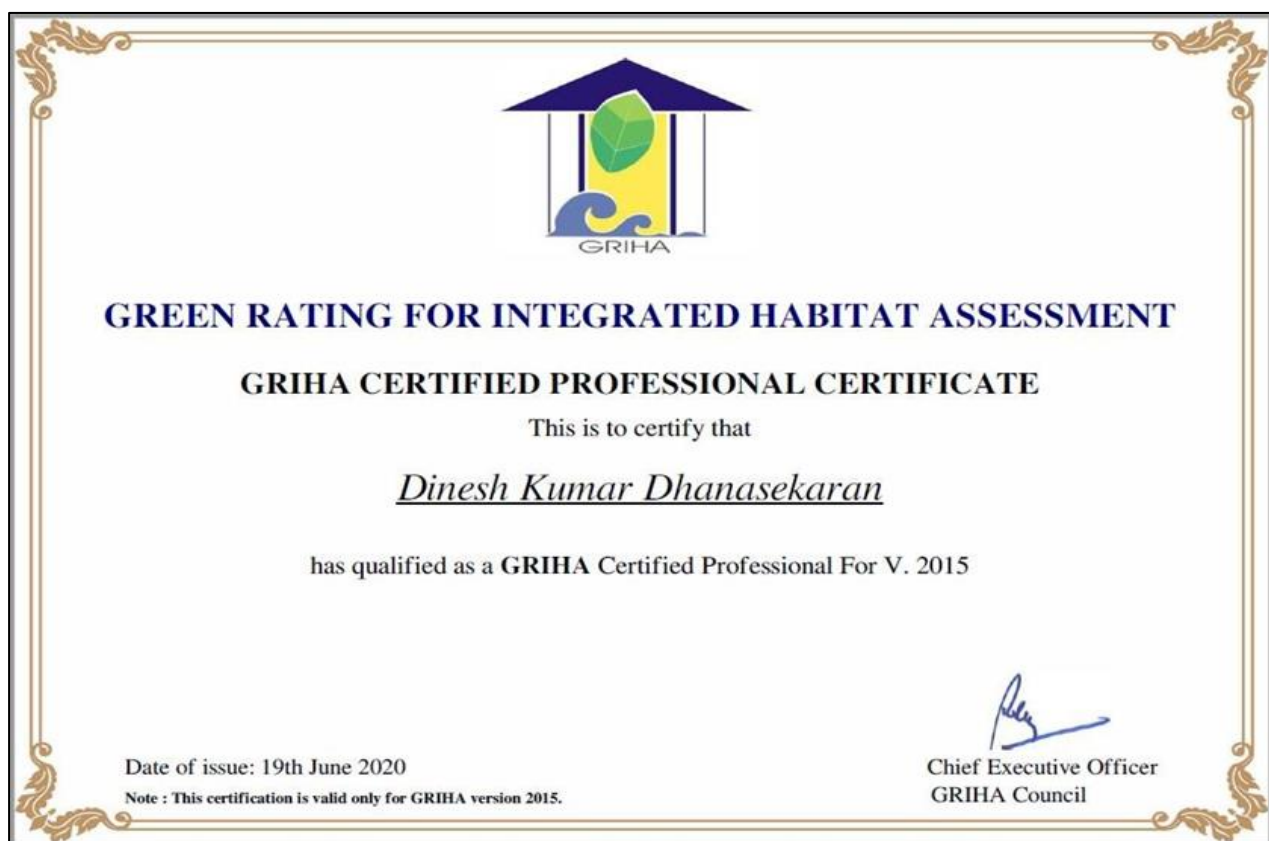 GRIHA
GREEN RATING FOR INTEGRATED HABITAT ASSESSMENT
GRIHA CERTIFIED PROFESSIONAL CERTIFICATE
This is to certify that
Dinesh Kumar Dhanasekaran
has qualified as a GRIHA Certified Professional For V. 2015
Date of issue: 19th June 2020
Note : This certification is valid only for GRIHA version 2015.
Chief Executive Officer
GRIHA Council